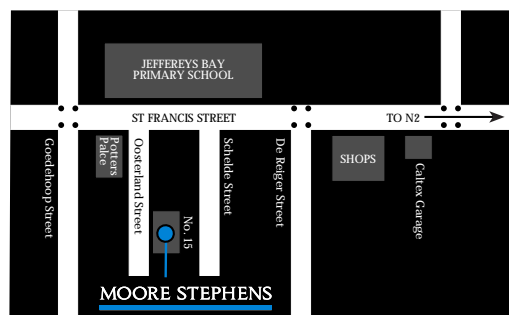 JEFFEREYS BAY
PRIMARY SCHOOL
ST FRANCIS STREET
TO N2
Goedehoop Street
Potters
Palce
Oosterland Street
No. 15
Schelde Street
De Reiger Street
SHOPS
Caltex Garage
MOORE STEPHENS